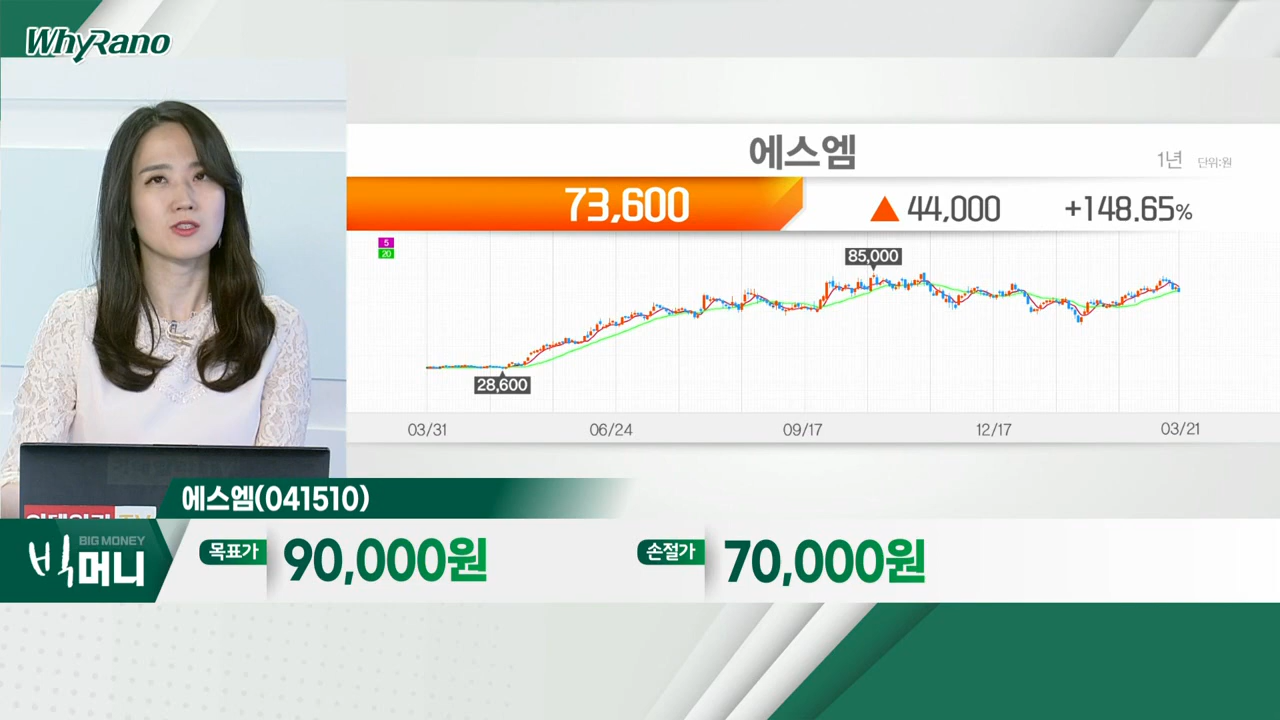 WhyRano
에스엠
1년 단위:원
73,600 ▲ 44,000 +148.65%
5
20
85,000
28,600
03/31 06/24 09/17 12/17 03/21
에스엠(041510)
BIG MONEY
빅머니
목표가 90,000원 손절가 70,000원